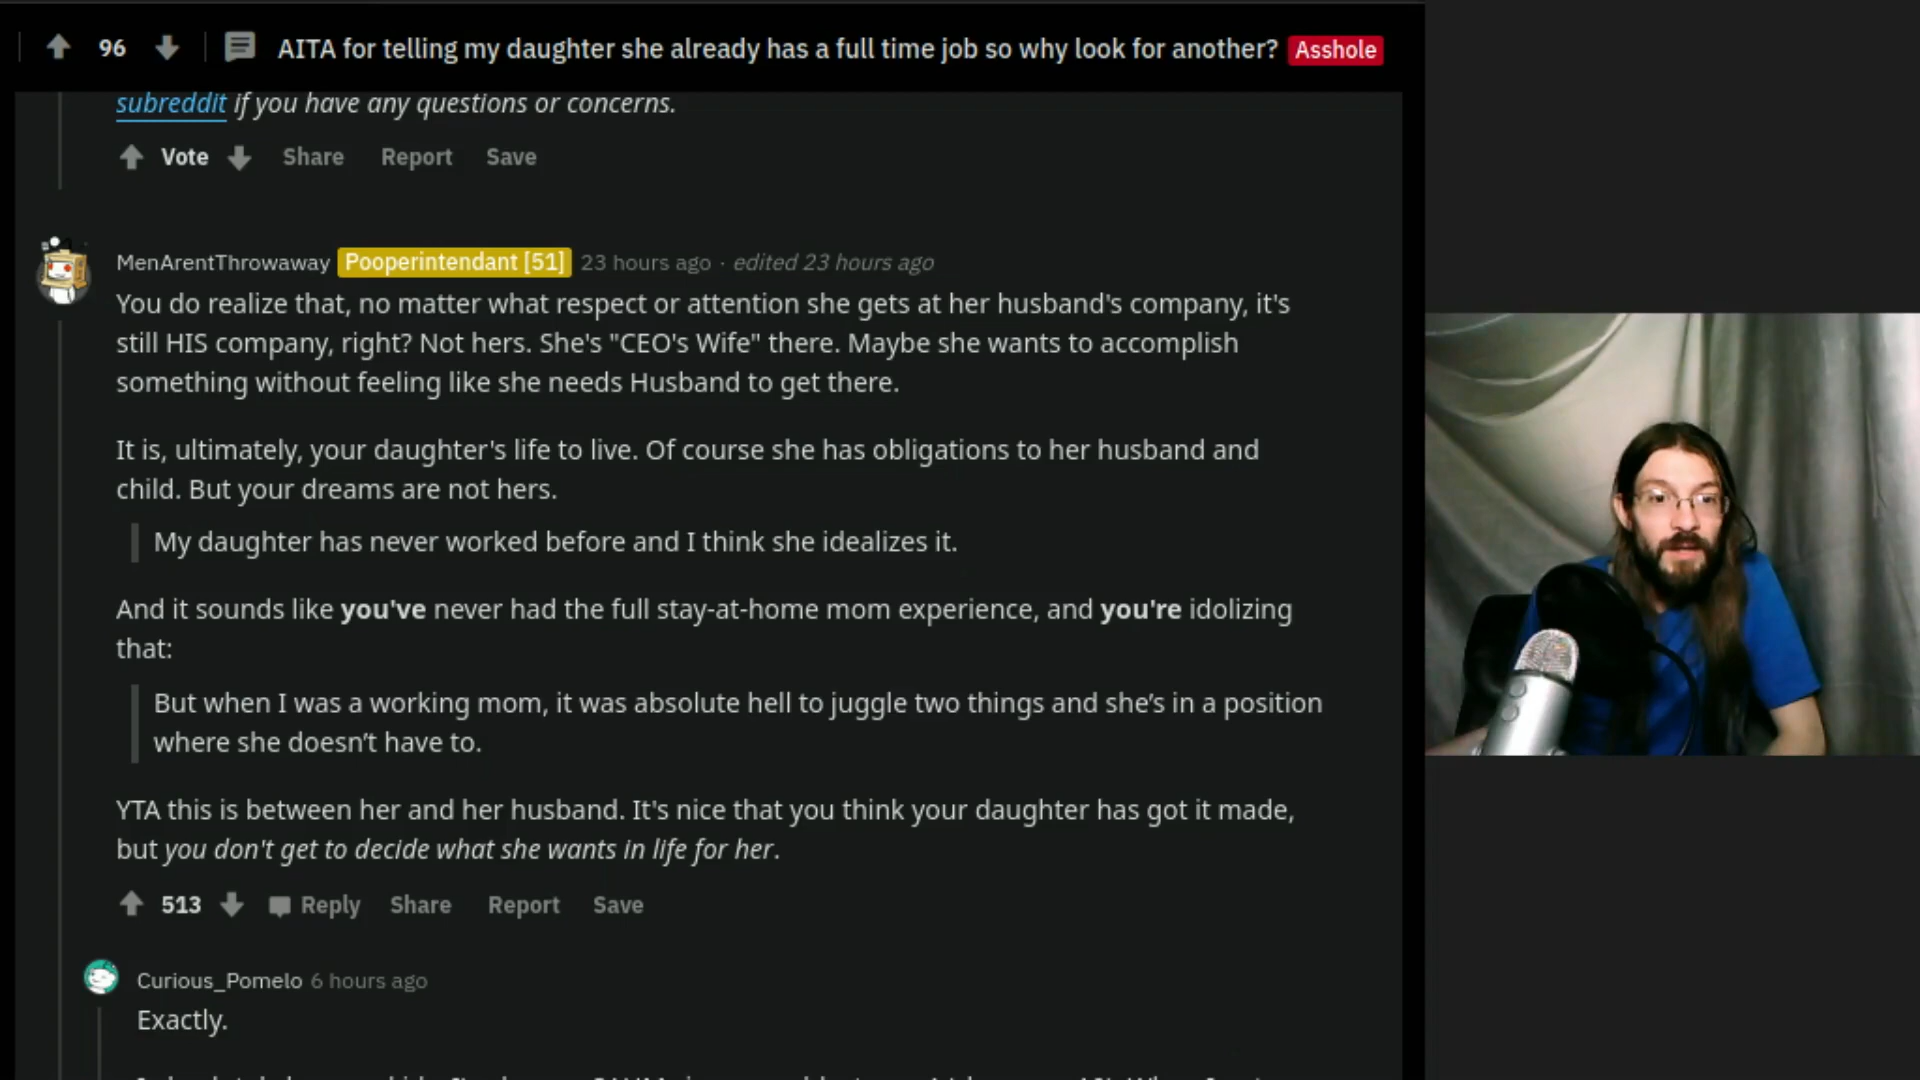 96 AITA for telling my daughter she already has a full time job so why look for another? Asshole
subreddit if you have any questions or concerns.
Vote Share Report Save
MenArentThrowaway Pooperintendant [51] 23 hours ago · edited 23 hours ago
You do realize that, no matter what respect or attention she gets at her husband's company, it's
still HIS company, right? Not hers. She's "CEO's Wife" there. Maybe she wants to accomplish
something without feeling like she needs Husband to get there.
It is, ultimately, your daughter's life to live. Of course she has obligations to her husband and
child. But your dreams are not hers.
My daughter has never worked before and I think she idealizes it.
And it sounds like you've never had the full stay-at-home mom experience, and you're idolizing
that:
But when I was a working mom, it was absolute hell to juggle two things and she’s in a position
where she doesn’t have to.
YTA this is between her and her husband. It's nice that you think your daughter has got it made,
but you don't get to decide what she wants in life for her.
513 Reply Share Report Save
Curious_Pomelo 6 hours ago
Exactly.